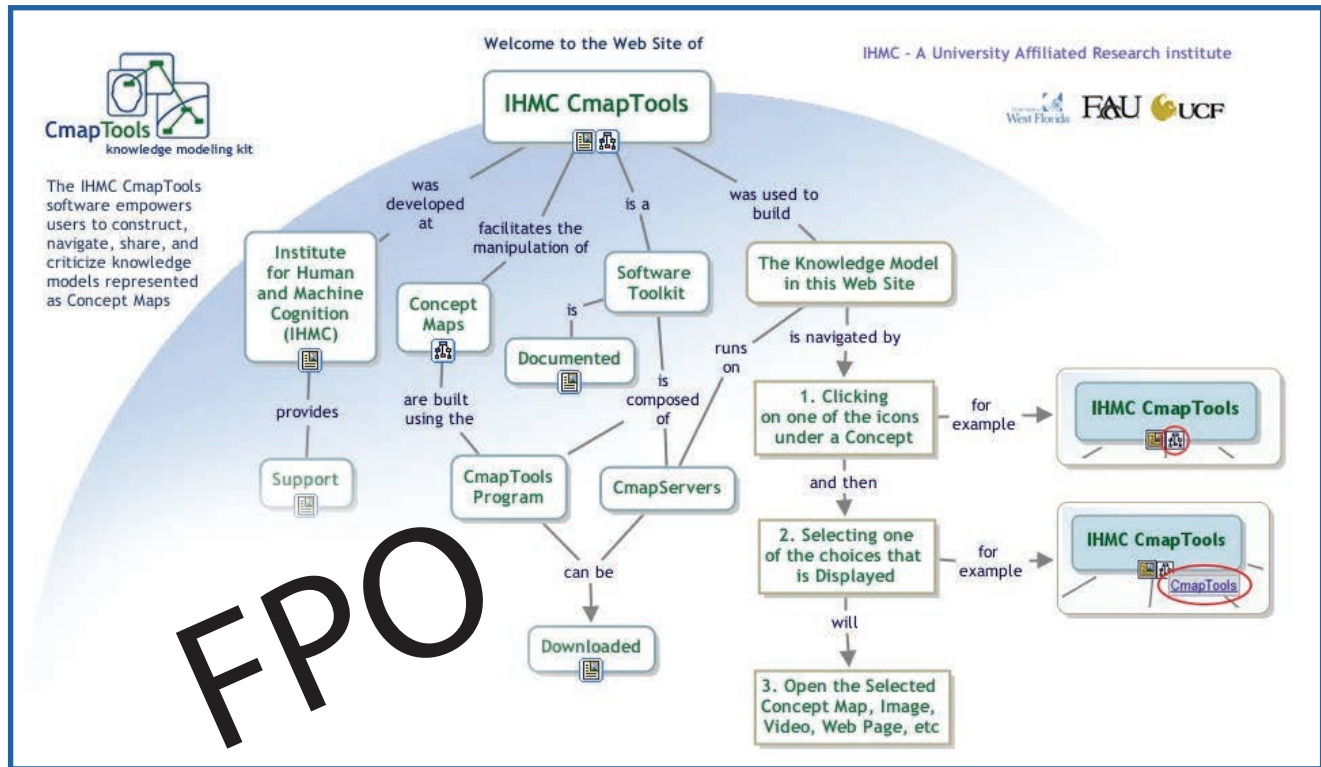 Welcome to the Web Site of
IHMC CmapTools
IHMC - A University Affiliated Research institute
West Florida
FAU
UCF
CmapTools
knowledge modeling kit
The IHMC CmapTools
software empowers
users to construct,
navigate, share, and
criticize knowledge
models represented
as Concept Maps
was
developed
at
facilitates the
manipulation of
is a
was used to
build
Institute
for Human
and Machine
Cognition
(IHMC)
Concept
Maps
Software
Toolkit
The Knowledge Model
in this Web Site
is
Documented
runs
on
is navigated by
provides
are built
using the
is
composed
of
1. Clicking
on one of the icons
under a Concept
for
example
IHMC CmapTools
Support
CmapTools
Program
CmapServers
and then
2. Selecting one
of the choices that
is Displayed
for
example
IHMC CmapTools
CmapTools
can be
will
Downloaded
3. Open the Selected
Concept Map, Image,
Video, Web Page, etc
FPO